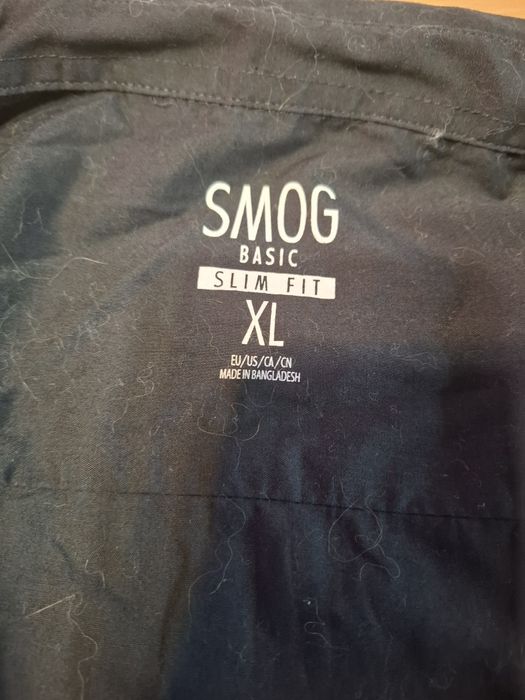 SMOG
BASIC
SLIM FIT
XL
EU/US/CA/CN
MADE IN BANGLADESH